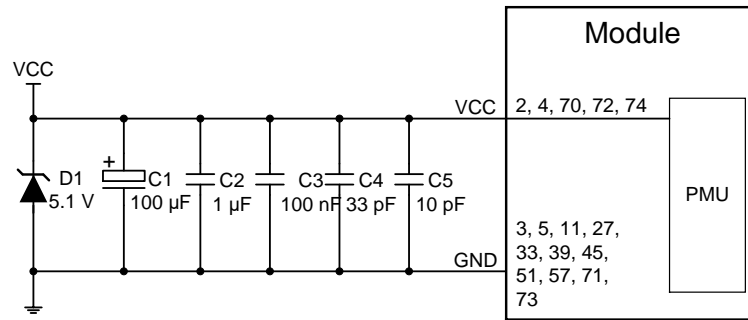 Module
VCC
VCC
2, 4, 70, 72, 74
D1
5.1 V
+
C1
100 µF
C2
1 µF
C3
100 nF
C4
33 pF
C5
10 pF
PMU
GND
3, 5, 11, 27,
33, 39, 45,
51, 57, 71,
73